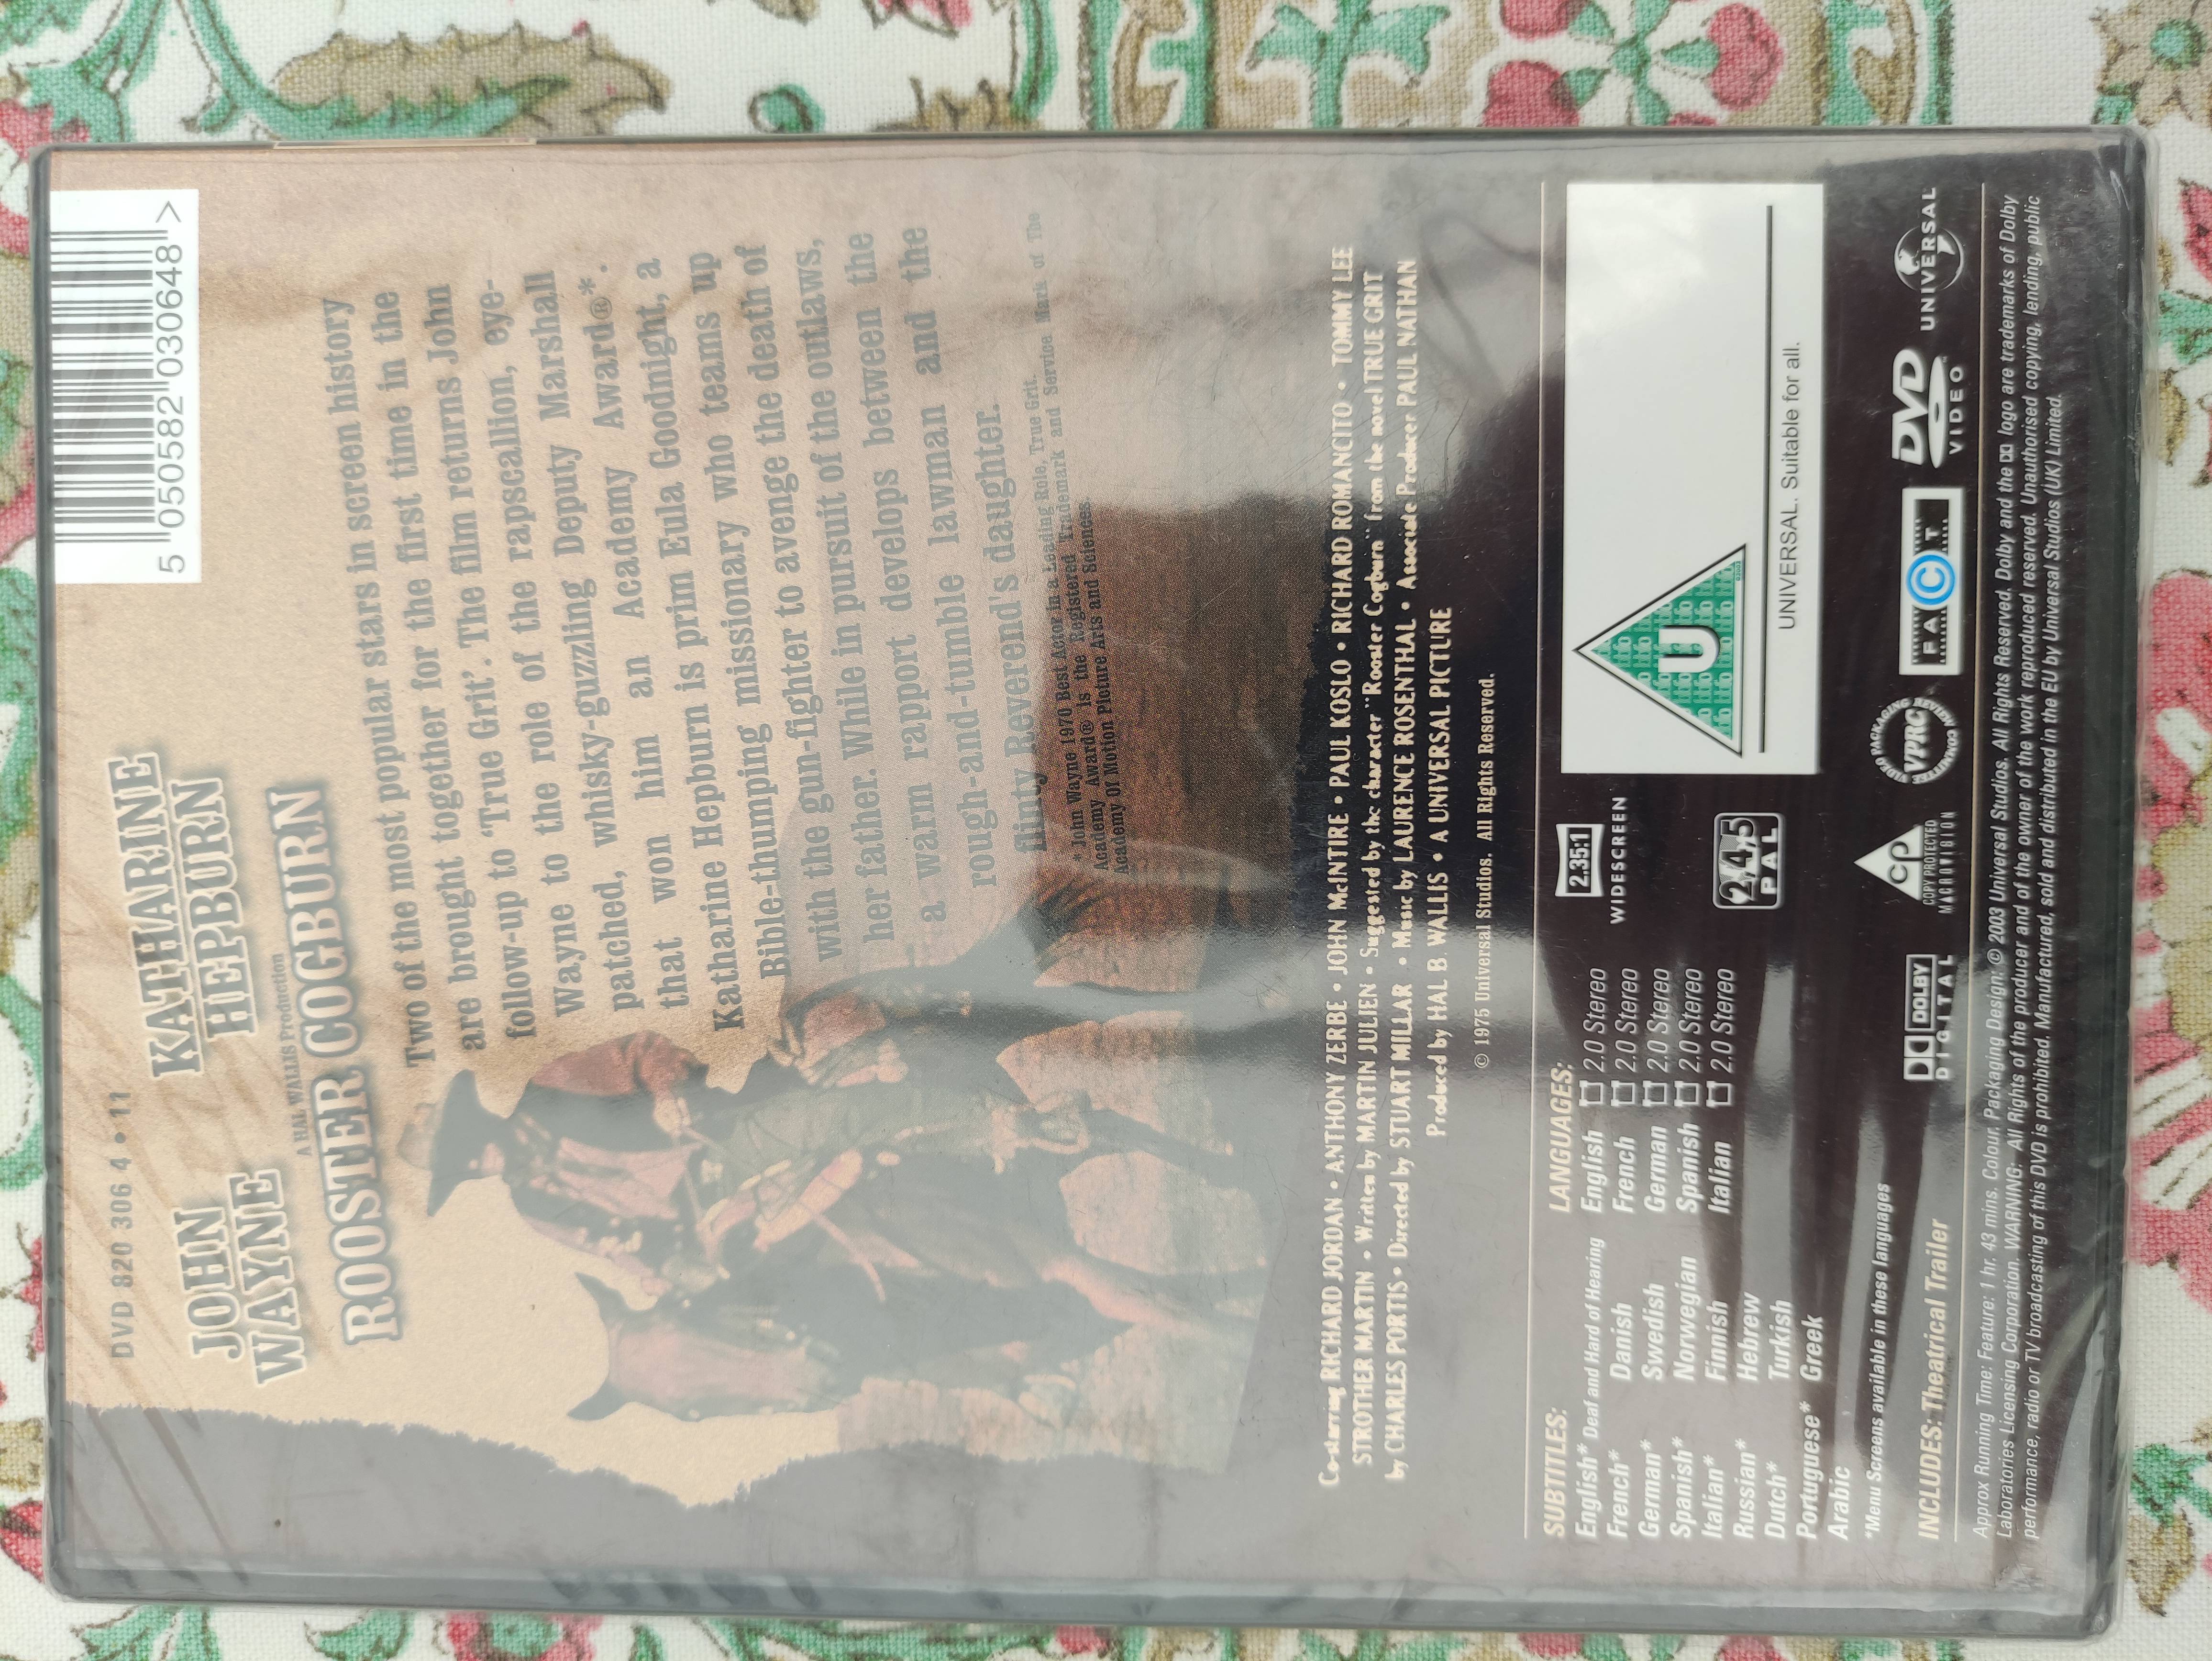 DVD 820 306 4 • 11
5 050582 030648 >
JOHN
WAYNE
KATHARINE
HEPBURN
A HAL WALLIS Production
ROOSTER COGBURN
Two of the most popular stars in screen history
are brought together for the first time in the
follow-up to 'True Grit'. The film returns John
Wayne to the role of the rapscallion, eye-
patched, whisky-guzzling Deputy Marshall
that won him an Academy Award®*.
Katharine Hepburn is prim Eula Goodnight, a
Bible-thumping missionary who teams up
with the gun-fighter to avenge the death of
her father. While in pursuit of the outlaws,
a warm rapport develops between the
rough-and-tumble lawman and the
flinty Reverend's daughter.
* John Wayne 1970 Best Actor in a Leading Role, True Grit.
Academy Award® is the Registered Trademark and Service Mark of The
Academy of Motion Picture Arts and Sciences.
Co-starring RICHARD JORDAN • ANTHONY ZERBE • JOHN McINTIRE • PAUL KOSLO • RICHARD ROMANCITO • TOMMY LEE
STROTHER MARTIN • Written by MARTIN JULIEN • Suggested by the character "Rooster Cogburn" from the novel TRUE GRIT
by CHARLES PORTIS • Directed by STUART MILLAR • Music by LAURENCE ROSENTHAL • Associate Producer PAUL NATHAN
Produced by HAL B. WALLIS • A UNIVERSAL PICTURE
© 1975 Universal Studios. All Rights Reserved.
SUBTITLES:
English* Deaf and Hard of Hearing
French* Danish
German* Swedish
Spanish* Norwegian
Italian* Finnish
Russian* Hebrew
Dutch* Turkish
Portuguese* Greek
Arabic
*Menu Screens available in these languages
INCLUDES: Theatrical Trailer
LANGUAGES:
English 2.0 Stereo
French 2.0 Stereo
German 2.0 Stereo
Spanish 2.0 Stereo
Italian 2.0 Stereo
2.35:1
WIDESCREEN
2,4,5
PAL
U
UNIVERSAL. Suitable for all.
DOLBY
DIGITAL
CP
COPY PROTECTED
MACROVISION
VIDEO PACKAGING REVIEW COMMITTEE
VPRC
FACT
DVD
VIDEO
UNIVERSAL
Approx Running Time: Feature: 1 hr. 43 mins. Colour. Packaging Design: © 2003 Universal Studios. All Rights Reserved. Dolby and the logo are trademarks of Dolby
Laboratories Licensing Corporation. WARNING: All Rights of the producer and of the owner of the work reproduced reserved. Unauthorised copying, lending, public
performance, radio or TV broadcasting of this DVD is prohibited. Manufactured, sold and distributed in the EU by Universal Studios (UK) Limited.